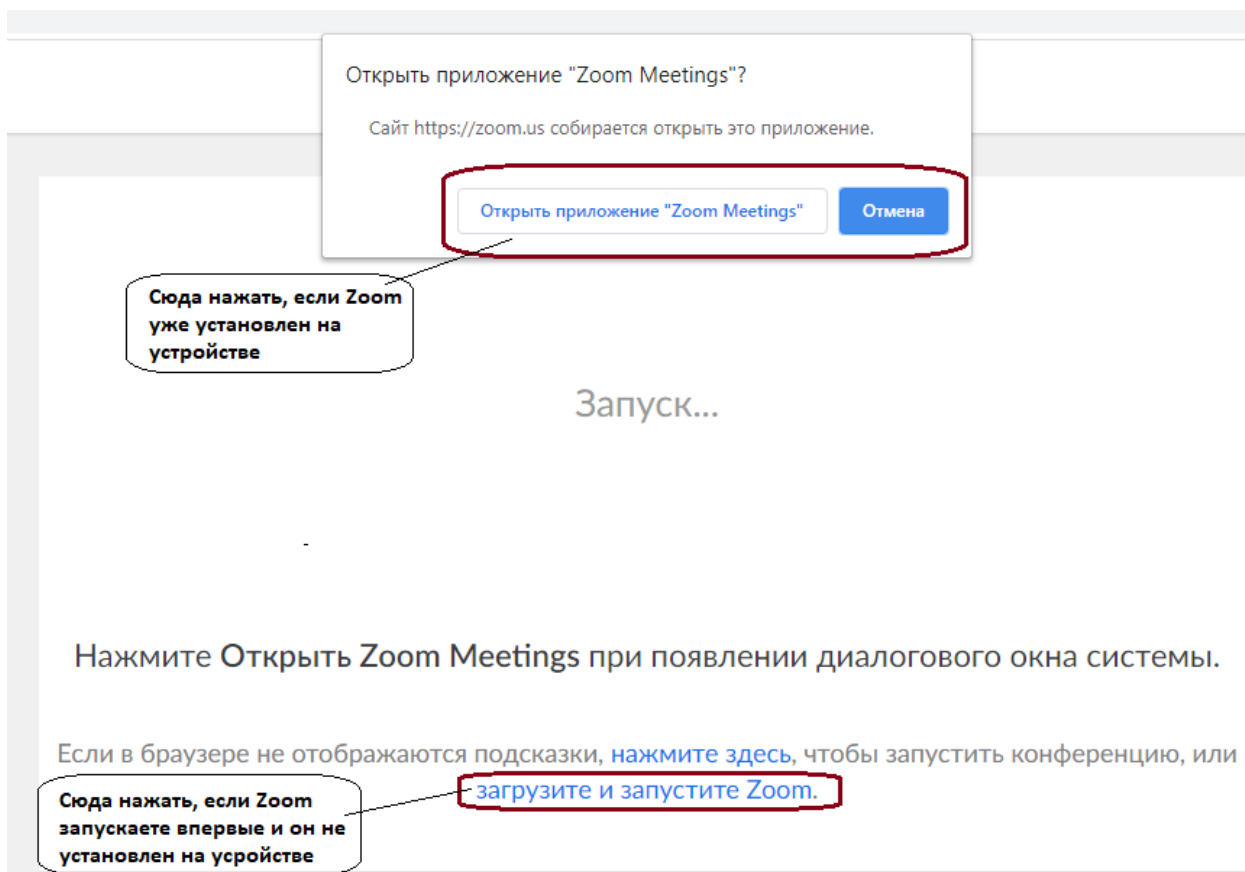 Открыть приложение "Zoom Meetings"?
Сайт https://zoom.us собирается открыть это приложение.
Открыть приложение "Zoom Meetings"
Отмена
Сюда нажать, если Zoom
уже установлен на
устройстве
Запуск...
Нажмите Открыть Zoom Meetings при появлении диалогового окна системы.
Если в браузере не отображаются подсказки, нажмите здесь, чтобы запустить конференцию, или
загрузите и запустите Zoom.
Сюда нажать, если Zoom
запускаете впервые и он не
установлен на усройстве